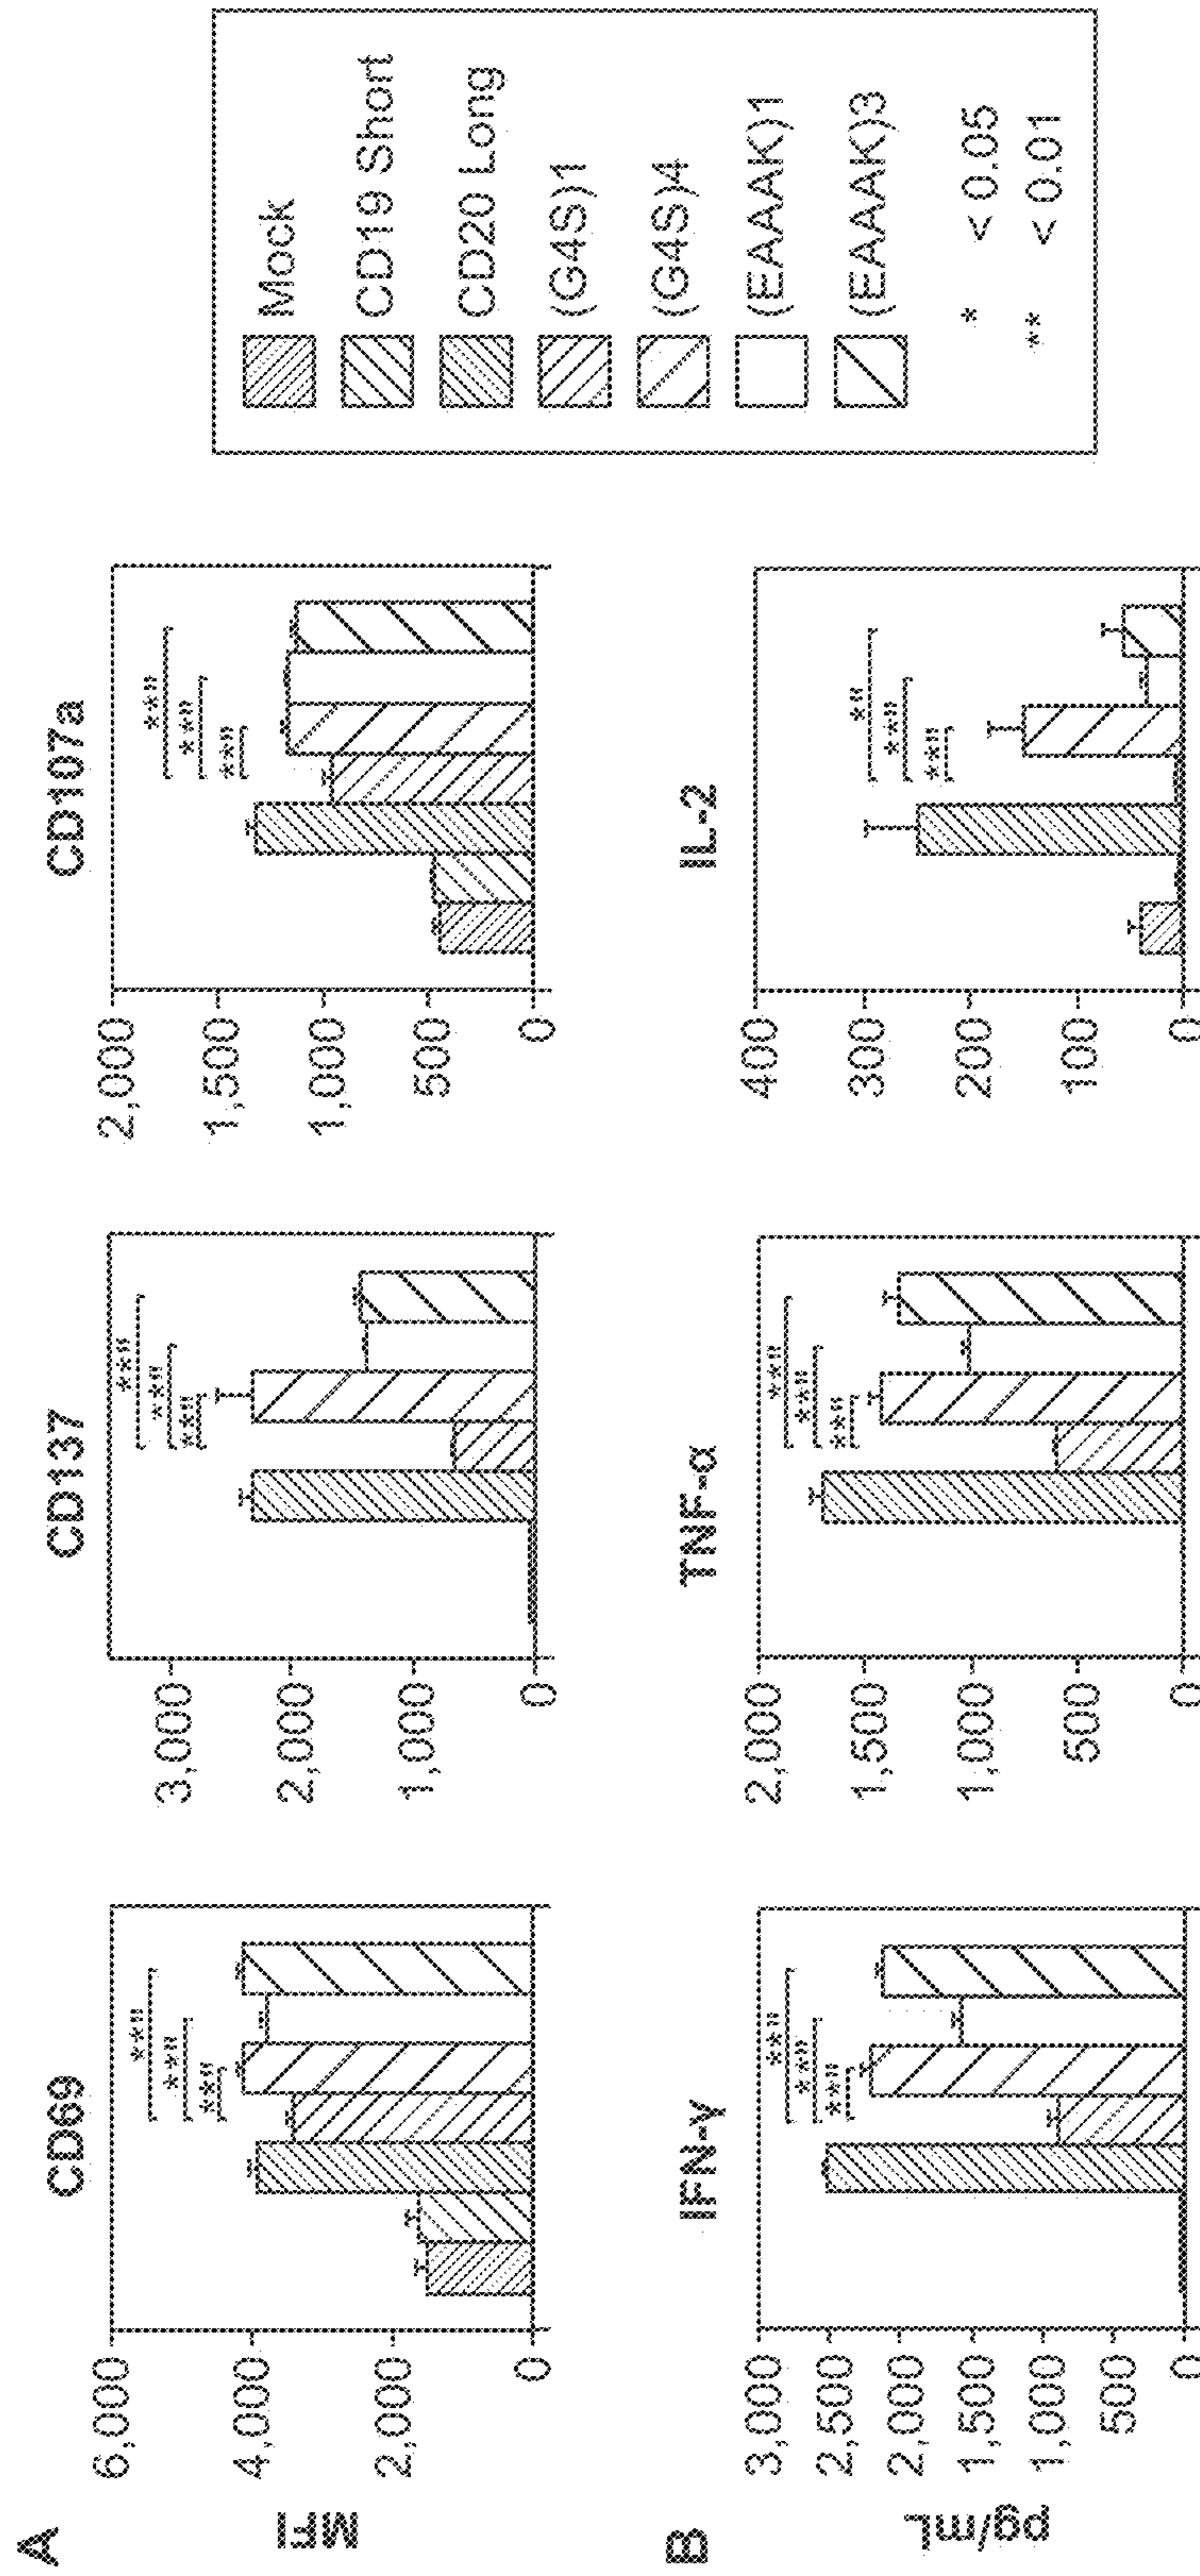 A
CD69
CD137
CD107a
MFI
6,000
4,000
2,000
0
**"
**"
**"
3,000
2,000
1,000
0
**"
**"
**"
2,000
1,500
1,000
500
0
**"
**"
**"
B
IFN-γ
TNF-α
IL-2
pg/mL
3,000
2,500
2,000
1,500
1,000
500
0
**"
**"
**"
2,000
1,500
1,000
500
0
**"
**"
**"
400
300
200
100
0
*"
**"
**"
Mock
CD19 Short
CD20 Long
(G4S)1
(G4S)4
(EAAAK)1
(EAAAK)3
* < 0.05
** < 0.01